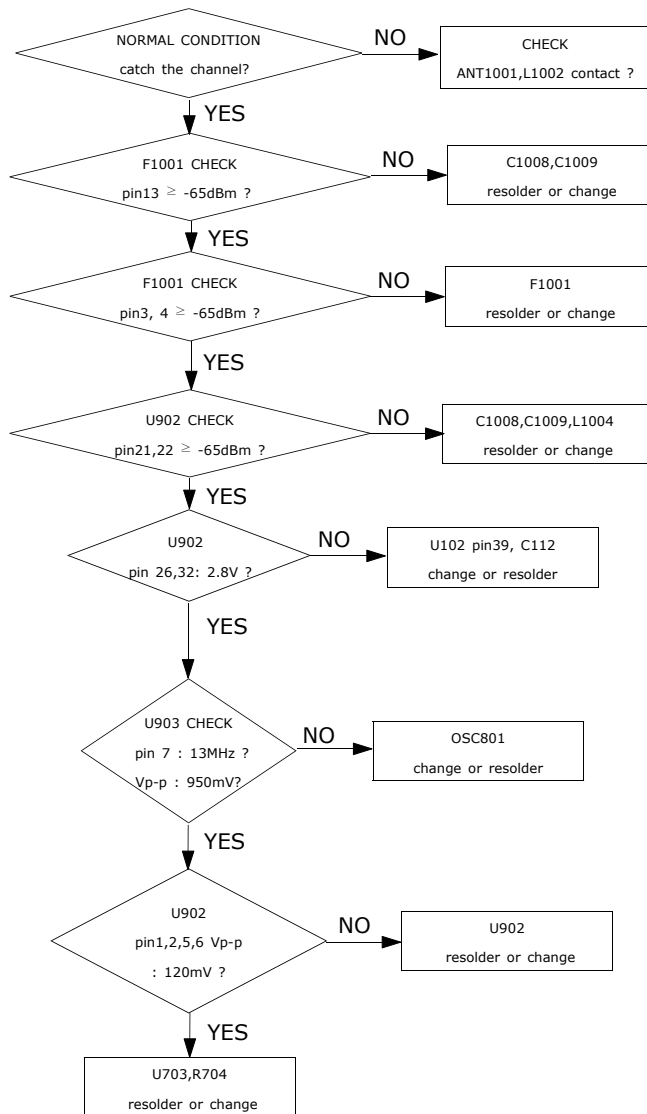 NORMAL CONDITION
catch the channel?
NO
CHECK
ANT1001,L1002 contact ?
YES
F1001 CHECK
pin13 ≥ -65dBm ?
NO
C1008,C1009
resolder or change
YES
F1001 CHECK
pin3, 4 ≥ -65dBm ?
NO
F1001
resolder or change
YES
U902 CHECK
pin21,22 ≥ -65dBm ?
NO
C1008,C1009,L1004
resolder or change
YES
U902
pin 26,32: 2.8V ?
NO
U102 pin39, C112
change or resolder
YES
U903 CHECK
pin 7 : 13MHz ?
Vp-p : 950mV?
NO
OSC801
change or resolder
YES
U902
pin1,2,5,6 Vp-p
: 120mV ?
NO
U902
resolder or change
YES
U703,R704
resolder or change